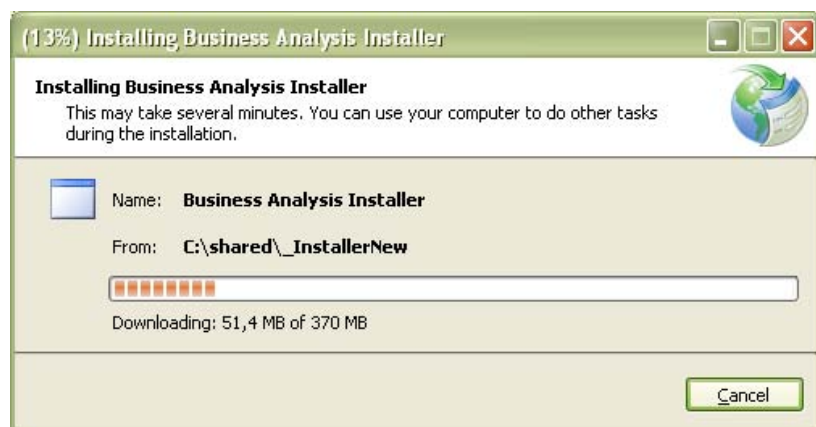 (13%) Installing Business Analysis Installer
Installing Business Analysis Installer
This may take several minutes. You can use your computer to do other tasks
during the installation.
Name: Business Analysis Installer
From: C:\shared\_InstallerNew
Downloading: 51,4 MB of 370 MB
Cancel